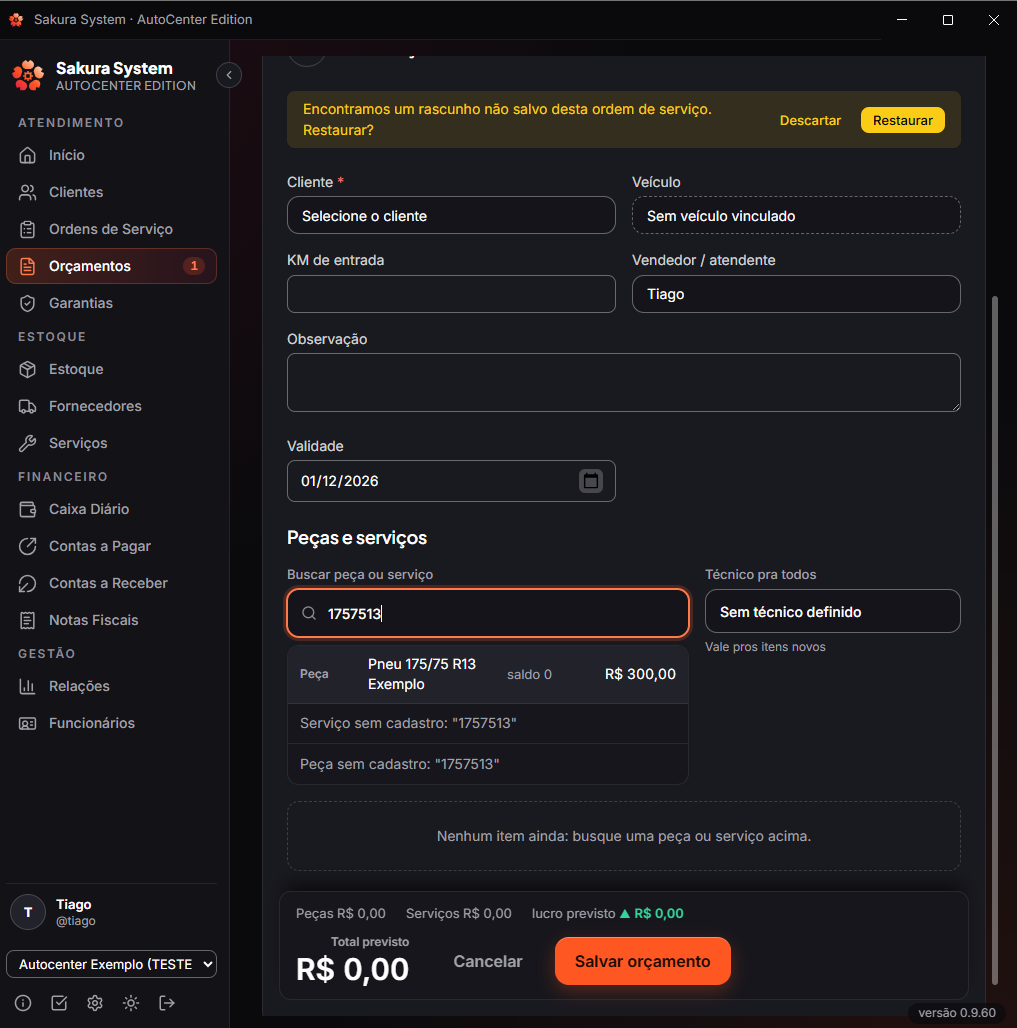 Sakura System · AutoCenter Edition
Sakura System
AUTOCENTER EDITION
ATENDIMENTO
Início
Clientes
Ordens de Serviço
Orçamentos 1
Garantias
ESTOQUE
Estoque
Fornecedores
Serviços
FINANCEIRO
Caixa Diário
Contas a Pagar
Contas a Receber
Notas Fiscais
GESTÃO
Relações
Funcionários
T
Tiago
@tiago
Autocenter Exemplo (TESTE
Encontramos um rascunho não salvo desta ordem de serviço.
Restaurar?
Descartar
Restaurar
Cliente *
Selecione o cliente
Veículo
Sem veículo vinculado
KM de entrada
Vendedor / atendente
Tiago
Observação
Validade
01/12/2026
Peças e serviços
Buscar peça ou serviço
1757513
Técnico pra todos
Sem técnico definido
Vale pros itens novos
Peça
Pneu 175/75 R13
Exemplo
saldo 0
R$ 300,00
Serviço sem cadastro: "1757513"
Peça sem cadastro: "1757513"
Nenhum item ainda: busque uma peça ou serviço acima.
Peças R$ 0,00 Serviços R$ 0,00 lucro previsto ▲ R$ 0,00
Total previsto
R$ 0,00
Cancelar
Salvar orçamento
versão 0.9.60